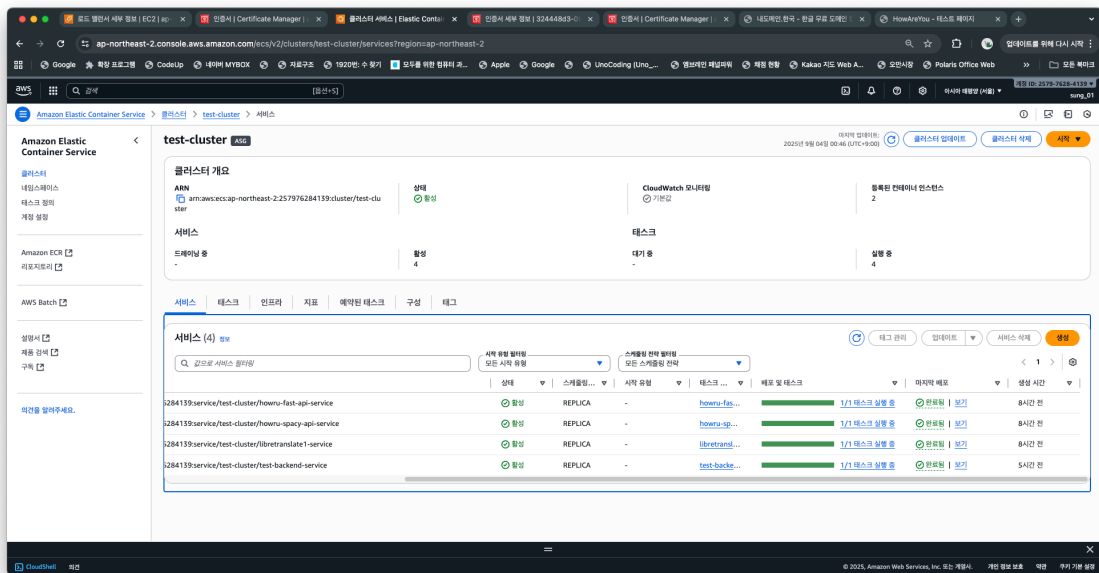 로드 밸런서 세부 정보 | EC2 | ap-
인증서 | Certificate Manager | a
클러스터 서비스 | Elastic Contain
인증서 세부 정보 | 324448d3-0
인증서 | Certificate Manager | a
내도메인.한국 - 한글 무료 도메인
HowAreYou - 테스트 페이지
ap-northeast-2.console.aws.amazon.com/ecs/v2/clusters/test-cluster/services?region=ap-northeast-2
업데이트를 위해 다시 시작
Google 확장 프로그램 CodeUp 네이버 MYBOX 자료구조 1920번: 수 찾기 모두를 위한 컴퓨터 과... Apple Google UnoCoding (Uno_... 엠브레인 패널파워 채점 현황 Kakao 지도 Web A... 오만시장 Polaris Office Web » 모든 북마크
aws 검색 [옵션+S] 아시아 태평양 (서울) ▼ 계정 ID: 2579-7628-4139 ▼
sung_01
Amazon Elastic Container Service > 클러스터 > test-cluster > 서비스
Amazon Elastic
Container Service
클러스터
네임스페이스
태스크 정의
계정 설정
Amazon ECR
리포지토리
AWS Batch
설명서
제품 검색
구독
의견을 알려주세요.
test-cluster ASG
마지막 업데이트:
2025년 9월 04일 00:46 (UTC+9:00)
클러스터 업데이트 클러스터 삭제 시작 ▼
클러스터 개요
ARN
arn:aws:ecs:ap-northeast-2:257976284139:cluster/test-clu
ster
상태
활성
CloudWatch 모니터링
기본값
등록된 컨테이너 인스턴스
2
서비스
드레이닝 중
-
활성
4
태스크
대기 중
-
실행 중
4
서비스 태스크 인프라 지표 예약된 태스크 구성 태그
서비스 (4) 정보
태그 관리 업데이트 ▼ 서비스 삭제 생성
값으로 서비스 필터링
시작 유형 필터링
모든 시작 유형
스케줄링 전략 필터링
모든 스케줄링 전략
< 1 >
상태 스케줄링... 시작 유형 태스크 ... 배포 및 태스크 마지막 배포 생성 시간
5284139:service/test-cluster/howru-fast-api-service 활성 REPLICA - howru-fas... 1/1 태스크 실행 중 완료됨 | 보기 8시간 전
5284139:service/test-cluster/howru-spacy-api-service 활성 REPLICA - howru-sp... 1/1 태스크 실행 중 완료됨 | 보기 8시간 전
5284139:service/test-cluster/libretranslate1-service 활성 REPLICA - libretransl... 1/1 태스크 실행 중 완료됨 | 보기 8시간 전
5284139:service/test-cluster/test-backend-service 활성 REPLICA - test-backe... 1/1 태스크 실행 중 완료됨 | 보기 5시간 전
CloudShell 의견 © 2025, Amazon Web Services, Inc. 또는 계열사. 개인 정보 보호 약관 쿠키 기본 설정